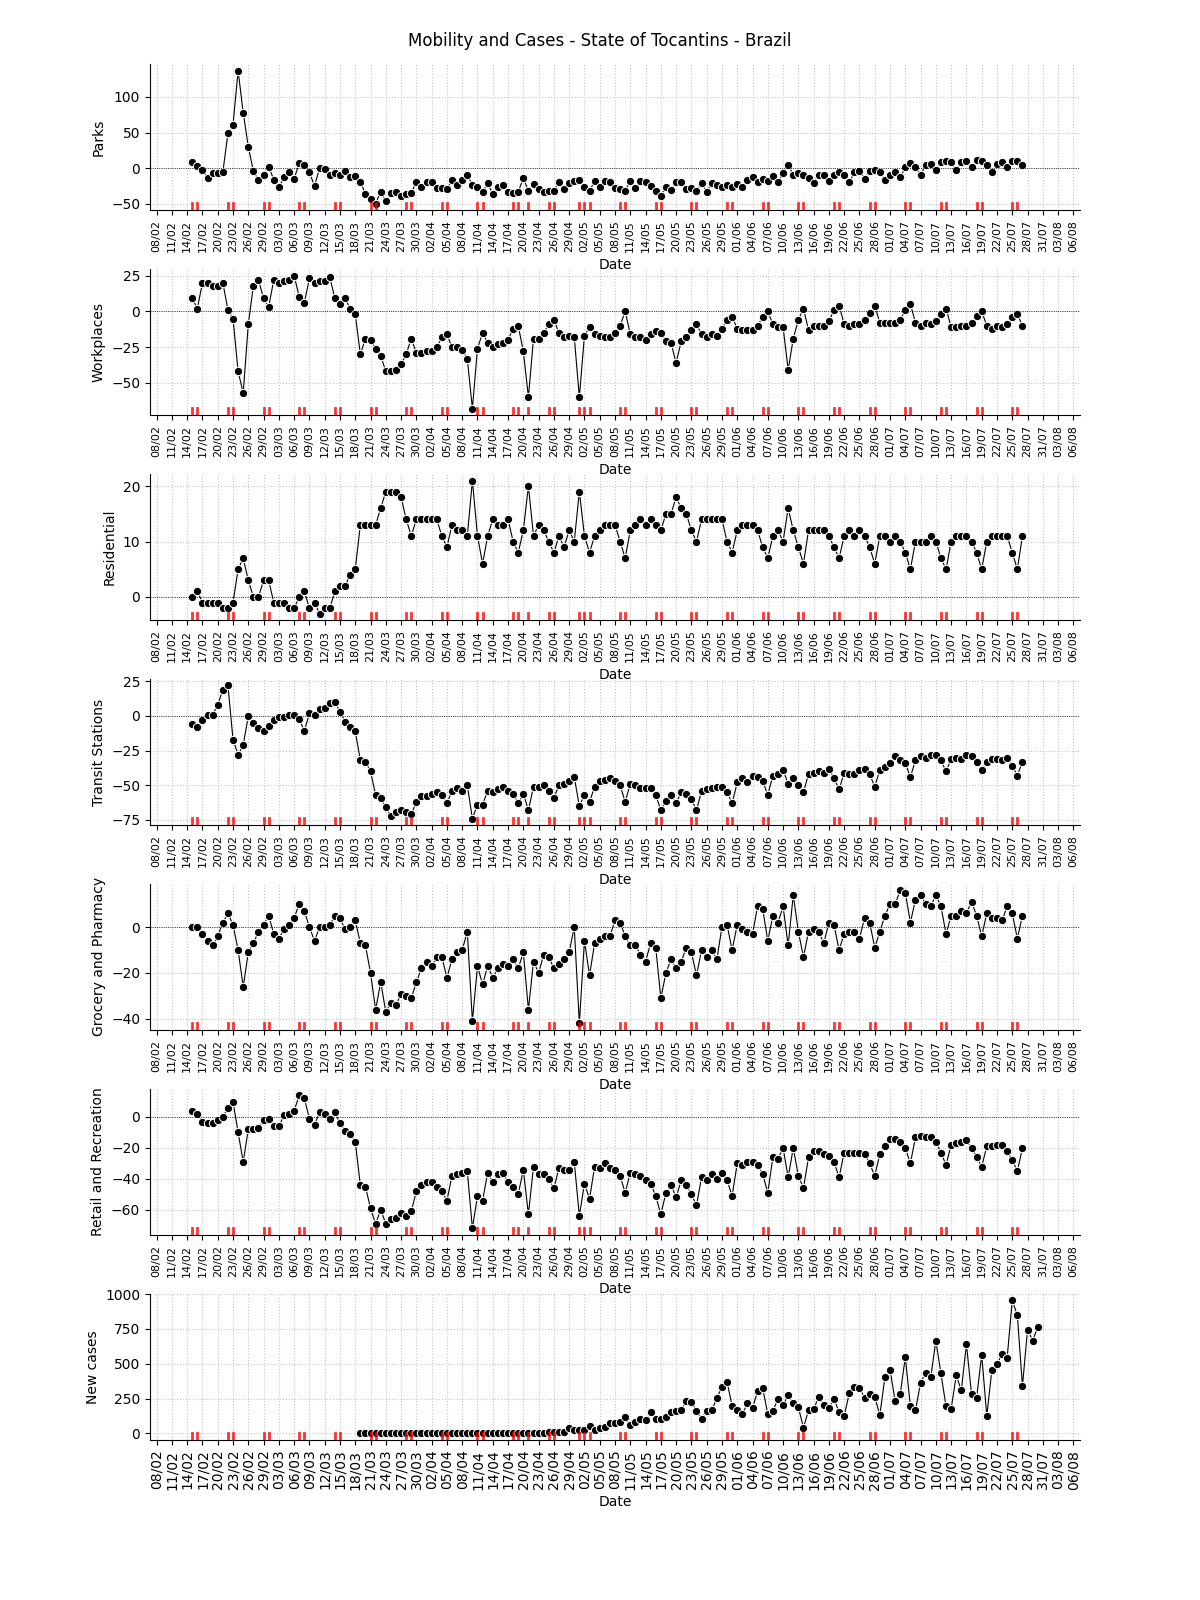 Mobility and Cases - State of Tocantins - Brazil
Parks
100
50
0
−50
08/02 11/02 14/02 17/02 20/02 23/02 26/02 29/02 03/03 06/03 09/03 12/03 15/03 18/03 21/03 24/03 27/03 30/03 02/04 05/04 08/04 11/04 14/04 17/04 20/04 23/04 26/04 29/04 02/05 05/05 08/05 11/05 14/05 17/05 20/05 23/05 26/05 29/05 01/06 04/06 07/06 10/06 13/06 16/06 19/06 22/06 25/06 28/06 01/07 04/07 07/07 10/07 13/07 16/07 19/07 22/07 25/07 28/07 31/07 03/08 06/08
Date
Workplaces
25
0
−25
−50
08/02 11/02 14/02 17/02 20/02 23/02 26/02 29/02 03/03 06/03 09/03 12/03 15/03 18/03 21/03 24/03 27/03 30/03 02/04 05/04 08/04 11/04 14/04 17/04 20/04 23/04 26/04 29/04 02/05 05/05 08/05 11/05 14/05 17/05 20/05 23/05 26/05 29/05 01/06 04/06 07/06 10/06 13/06 16/06 19/06 22/06 25/06 28/06 01/07 04/07 07/07 10/07 13/07 16/07 19/07 22/07 25/07 28/07 31/07 03/08 06/08
Date
Residential
20
10
0
08/02 11/02 14/02 17/02 20/02 23/02 26/02 29/02 03/03 06/03 09/03 12/03 15/03 18/03 21/03 24/03 27/03 30/03 02/04 05/04 08/04 11/04 14/04 17/04 20/04 23/04 26/04 29/04 02/05 05/05 08/05 11/05 14/05 17/05 20/05 23/05 26/05 29/05 01/06 04/06 07/06 10/06 13/06 16/06 19/06 22/06 25/06 28/06 01/07 04/07 07/07 10/07 13/07 16/07 19/07 22/07 25/07 28/07 31/07 03/08 06/08
Date
Transit Stations
25
0
−25
−50
−75
08/02 11/02 14/02 17/02 20/02 23/02 26/02 29/02 03/03 06/03 09/03 12/03 15/03 18/03 21/03 24/03 27/03 30/03 02/04 05/04 08/04 11/04 14/04 17/04 20/04 23/04 26/04 29/04 02/05 05/05 08/05 11/05 14/05 17/05 20/05 23/05 26/05 29/05 01/06 04/06 07/06 10/06 13/06 16/06 19/06 22/06 25/06 28/06 01/07 04/07 07/07 10/07 13/07 16/07 19/07 22/07 25/07 28/07 31/07 03/08 06/08
Date
Grocery and Pharmacy
0
−20
−40
08/02 11/02 14/02 17/02 20/02 23/02 26/02 29/02 03/03 06/03 09/03 12/03 15/03 18/03 21/03 24/03 27/03 30/03 02/04 05/04 08/04 11/04 14/04 17/04 20/04 23/04 26/04 29/04 02/05 05/05 08/05 11/05 14/05 17/05 20/05 23/05 26/05 29/05 01/06 04/06 07/06 10/06 13/06 16/06 19/06 22/06 25/06 28/06 01/07 04/07 07/07 10/07 13/07 16/07 19/07 22/07 25/07 28/07 31/07 03/08 06/08
Date
Retail and Recreation
0
−20
−40
−60
08/02 11/02 14/02 17/02 20/02 23/02 26/02 29/02 03/03 06/03 09/03 12/03 15/03 18/03 21/03 24/03 27/03 30/03 02/04 05/04 08/04 11/04 14/04 17/04 20/04 23/04 26/04 29/04 02/05 05/05 08/05 11/05 14/05 17/05 20/05 23/05 26/05 29/05 01/06 04/06 07/06 10/06 13/06 16/06 19/06 22/06 25/06 28/06 01/07 04/07 07/07 10/07 13/07 16/07 19/07 22/07 25/07 28/07 31/07 03/08 06/08
Date
New cases
1000
750
500
250
0
08/02 11/02 14/02 17/02 20/02 23/02 26/02 29/02 03/03 06/03 09/03 12/03 15/03 18/03 21/03 24/03 27/03 30/03 02/04 05/04 08/04 11/04 14/04 17/04 20/04 23/04 26/04 29/04 02/05 05/05 08/05 11/05 14/05 17/05 20/05 23/05 26/05 29/05 01/06 04/06 07/06 10/06 13/06 16/06 19/06 22/06 25/06 28/06 01/07 04/07 07/07 10/07 13/07 16/07 19/07 22/07 25/07 28/07 31/07 03/08 06/08
Date